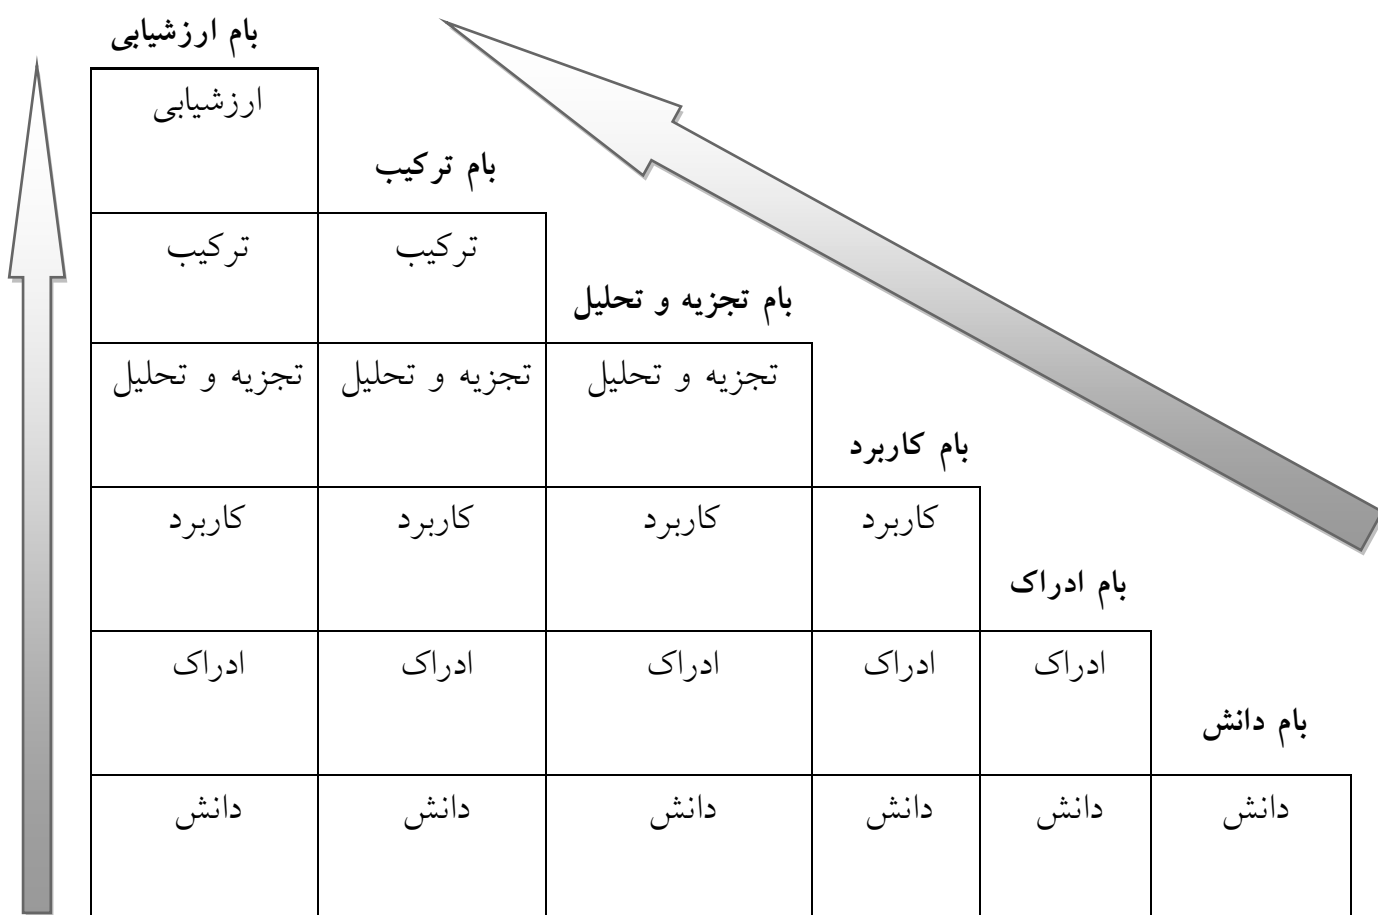 بام ارزشیابی
ارزشیابی
بام ترکیب
ترکیب ترکیب
بام تجزیه و تحلیل
تجزیه و تحلیل تجزیه و تحلیل تجزیه و تحلیل
بام کاربرد
کاربرد کاربرد کاربرد کاربرد
بام ادراک
ادراک ادراک ادراک ادراک ادراک
بام دانش
دانش دانش دانش دانش دانش دانش